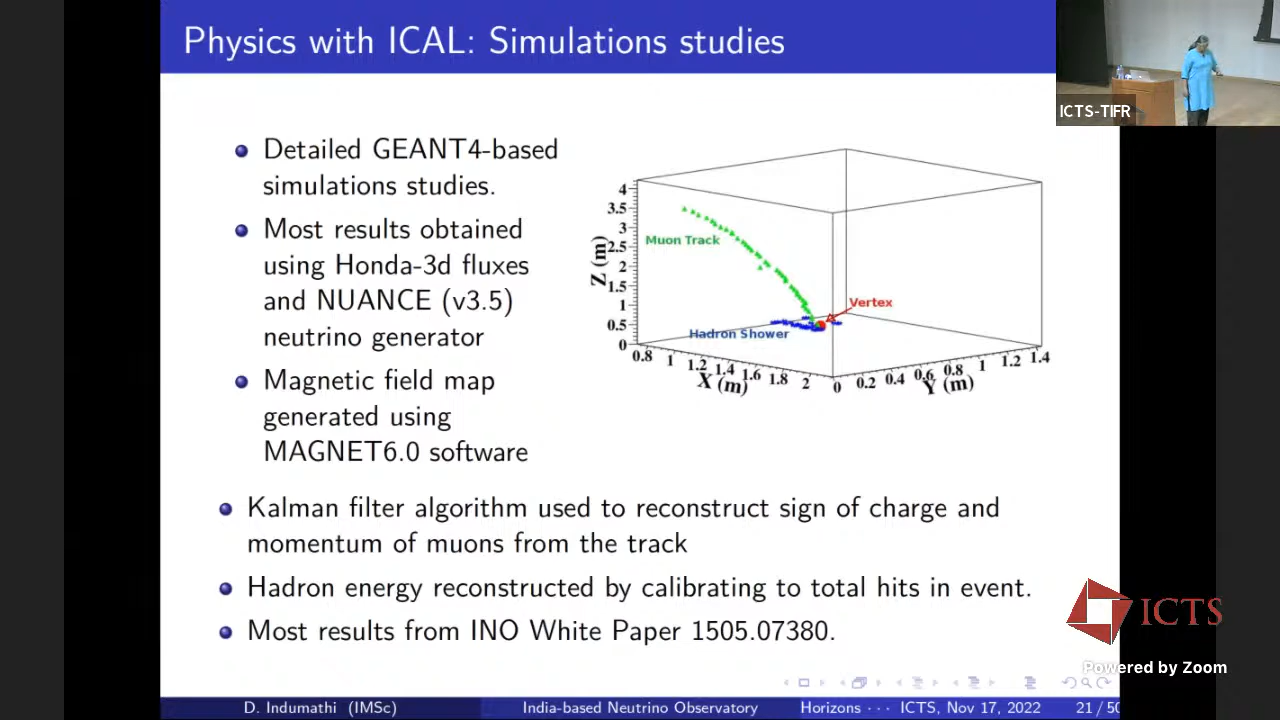 Physics with ICAL: Simulations studies
ICTS-TIFR
Detailed GEANT4-based
simulations studies.
Most results obtained
using Honda-3d fluxes
and NUANCE (v3.5)
neutrino generator
Magnetic field map
generated using
MAGNET6.0 software
4
3.5
3
2.5
2
1.5
1
0.5
0
Z (m)
Muon Track
Vertex
Hadron Shower
0.8 1 1.2 1.4 1.6 1.8 2
X (m)
0 0.2 0.4 0.6 0.8 1 1.2 1.4
Y (m)
Kalman filter algorithm used to reconstruct sign of charge and
momentum of muons from the track
Hadron energy reconstructed by calibrating to total hits in event.
Most results from INO White Paper 1505.07380.
ICTS
Powered by Zoom
D. Indumathi (IMSc) India-based Neutrino Observatory Horizons · · · ICTS, Nov 17, 2022 21 / 50